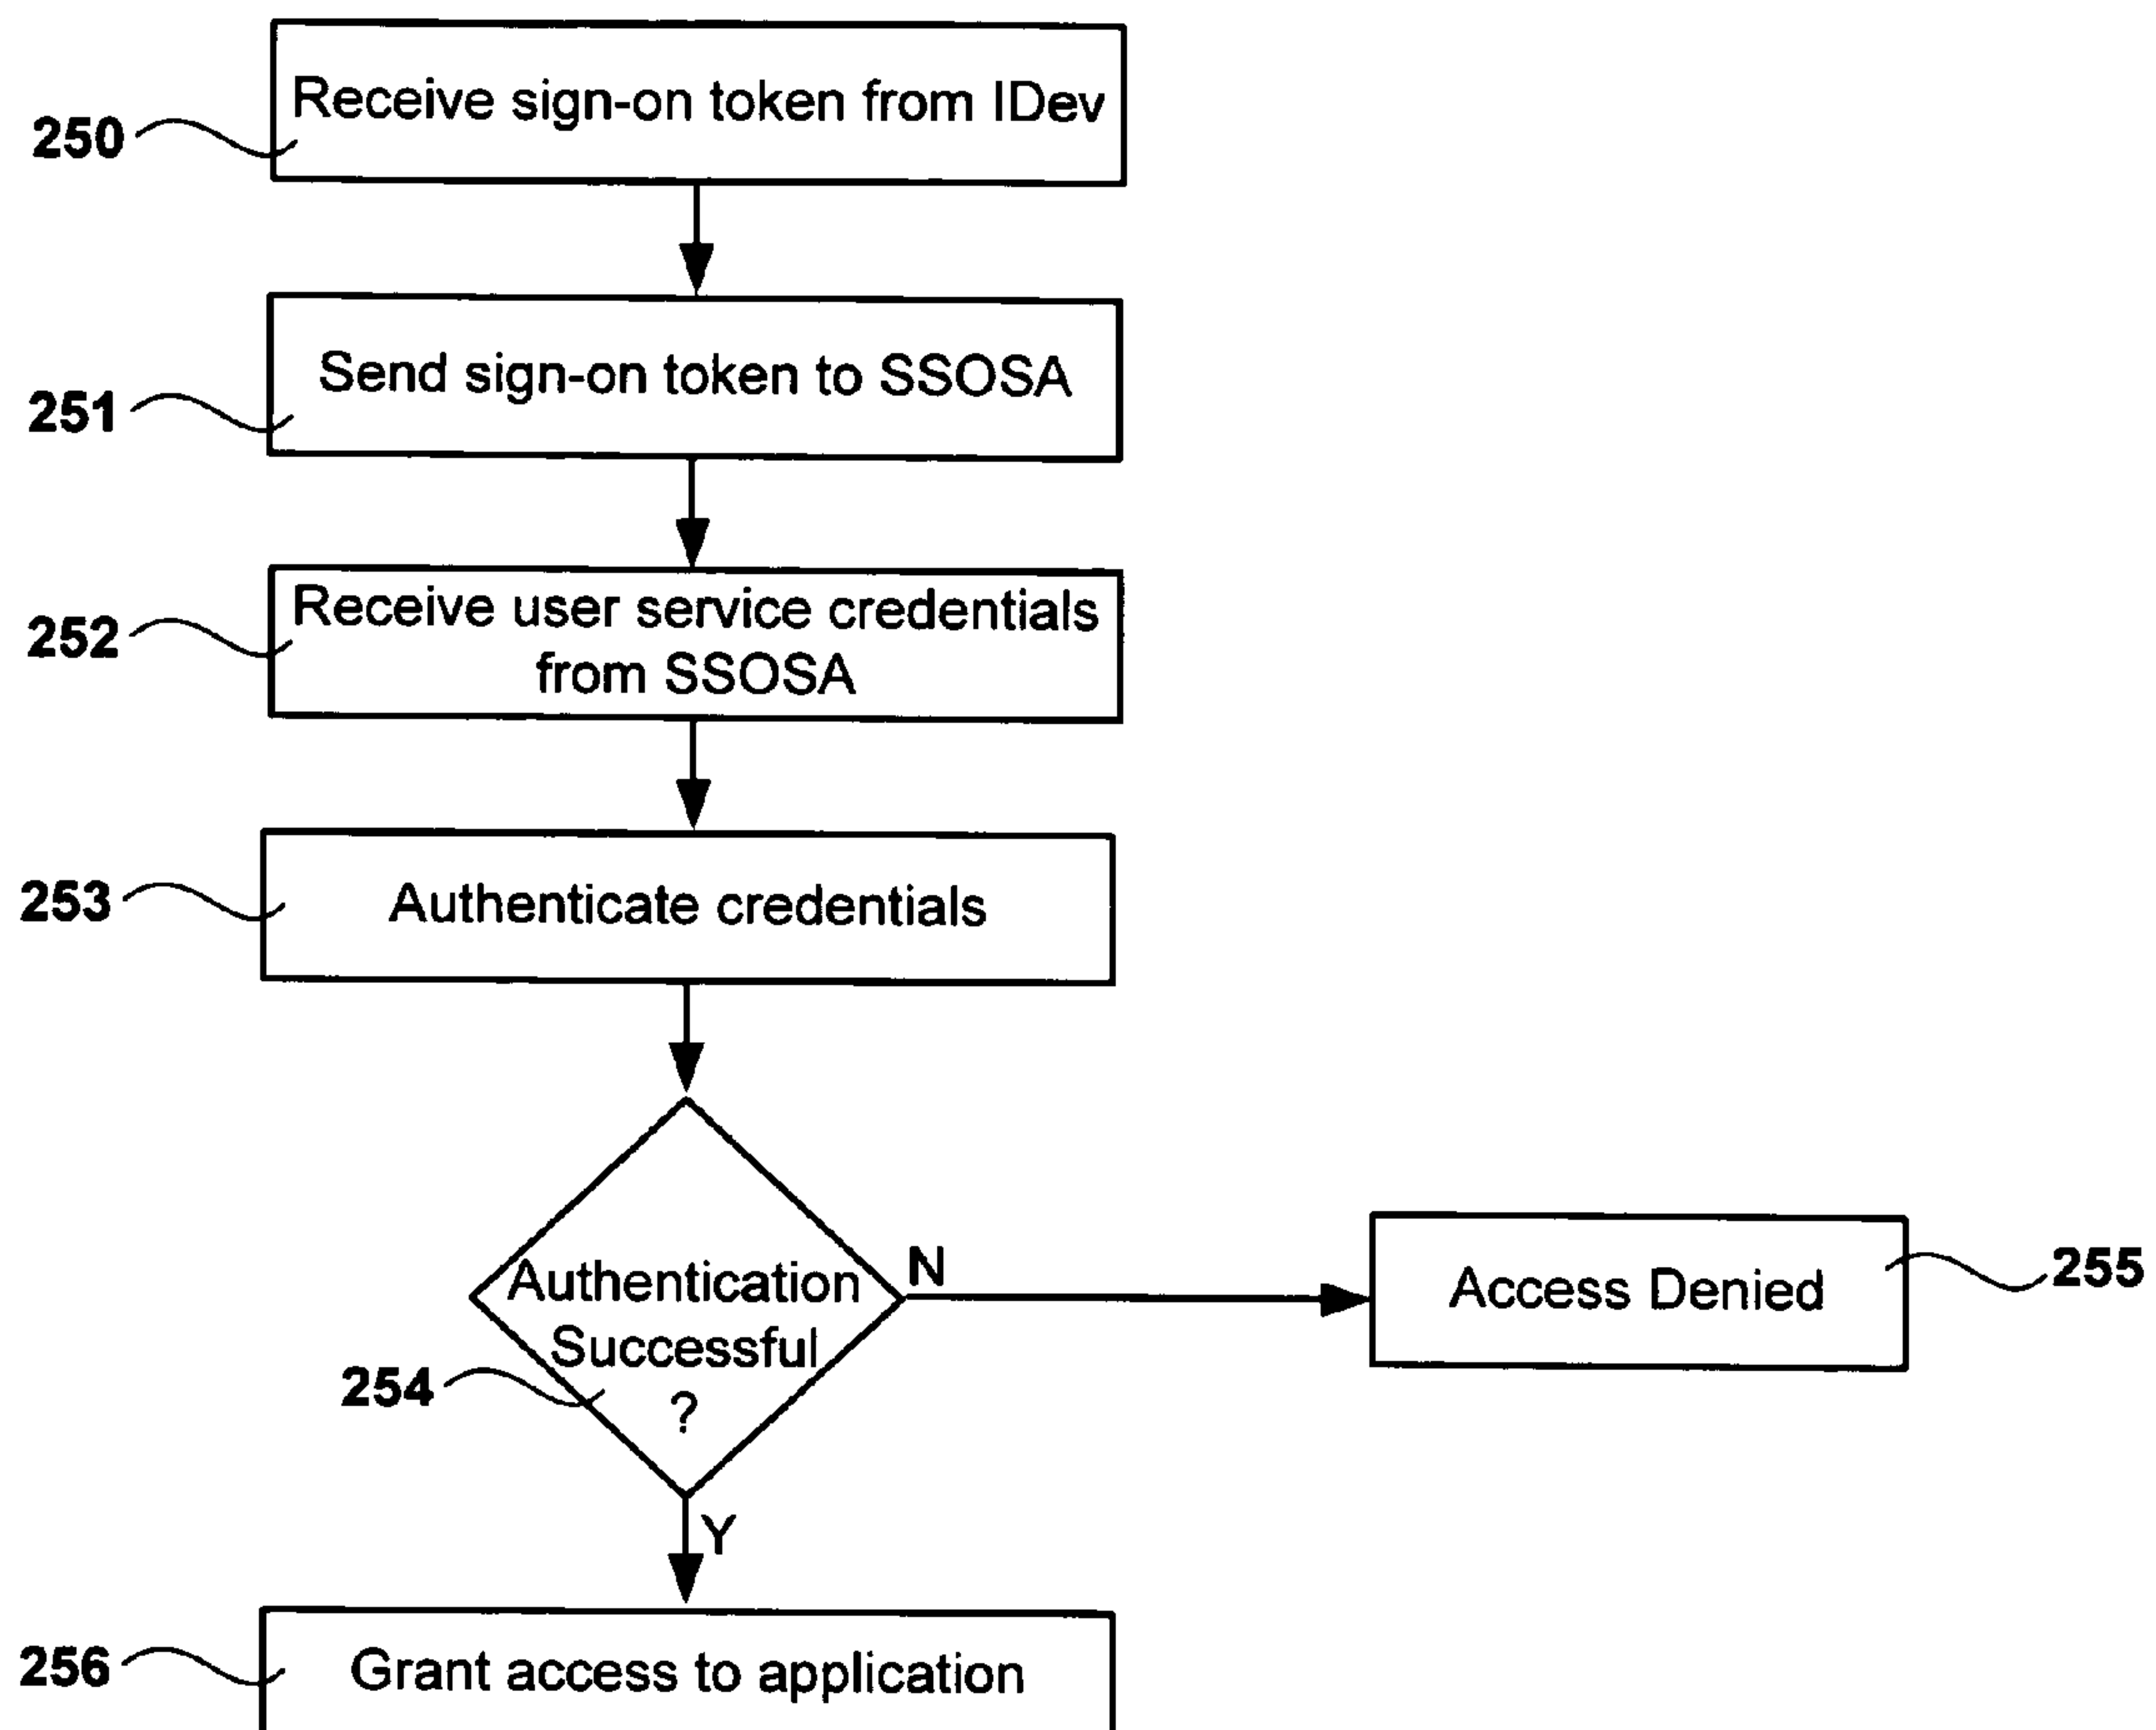 Receive sign-on token from IDev
250
Send sign-on token to SSOSA
251
Receive user service credentials
from SSOSA
252
Authenticate credentials
253
Authentication
Successful
?
254
N
Access Denied
255
Y
Grant access to application
256